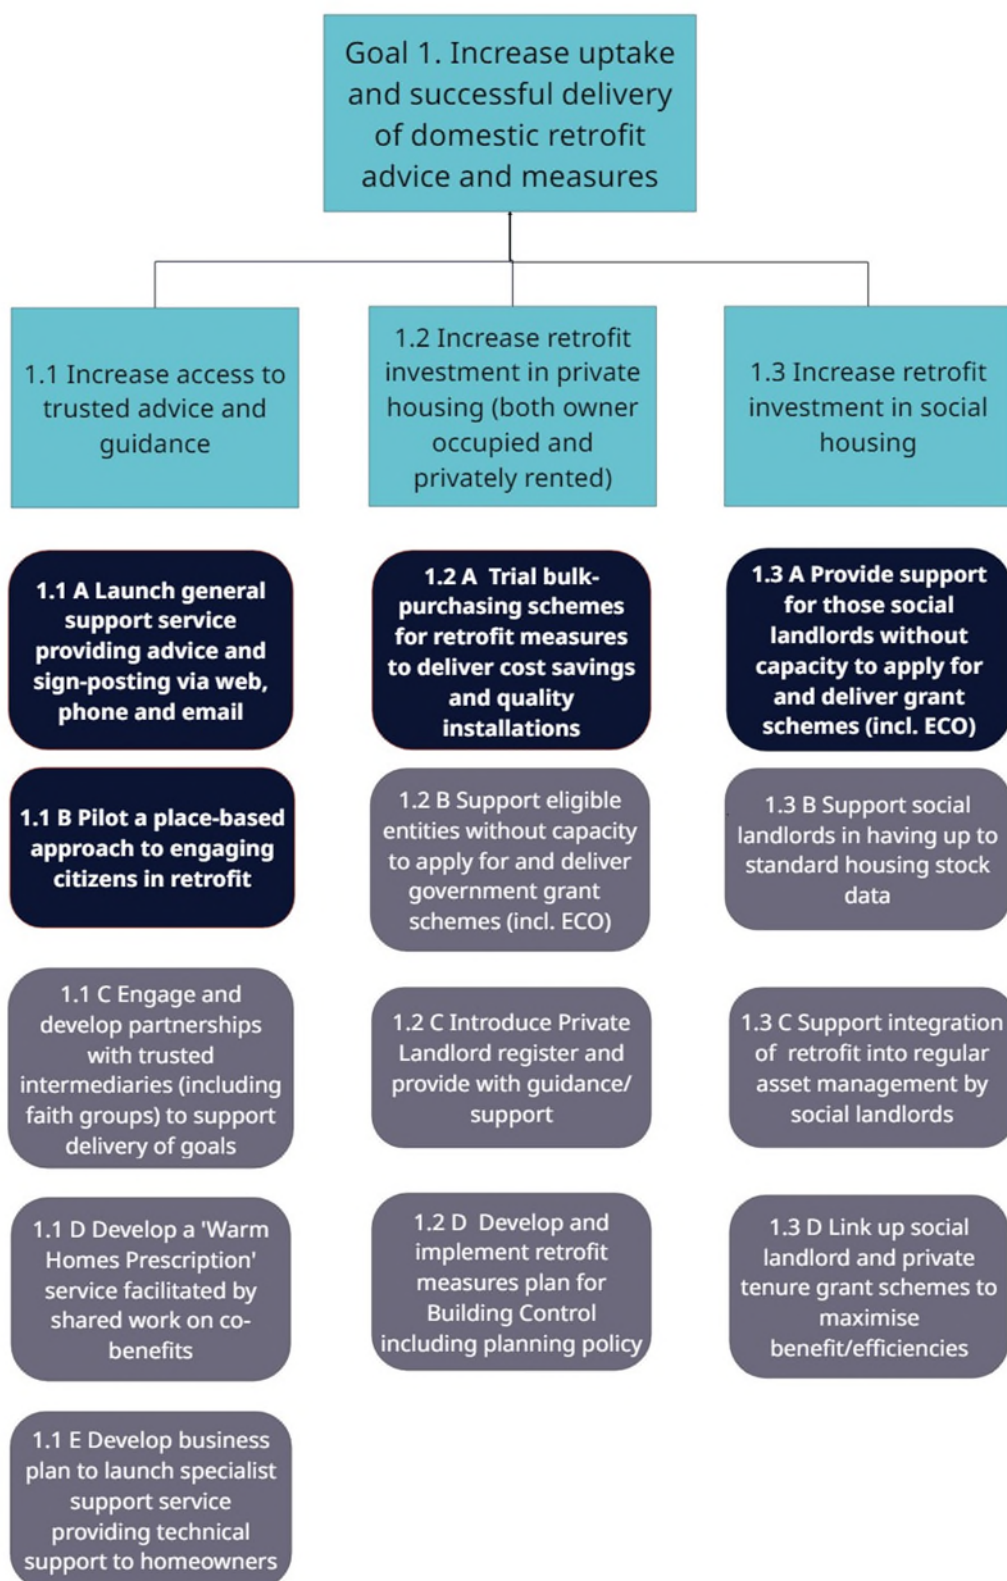 Goal 1. Increase uptake
and successful delivery
of domestic retrofit
advice and measures
1.1 Increase access to
trusted advice and
guidance
1.2 Increase retrofit
investment in private
housing (both owner
occupied and
privately rented)
1.3 Increase retrofit
investment in social
housing
1.1 A Launch general
support service
providing advice and
sign-posting via web,
phone and email
1.2 A Trial bulk-
purchasing schemes
for retrofit measures
to deliver cost savings
and quality
installations
1.3 A Provide support
for those social
landlords without
capacity to apply for
and deliver grant
schemes (incl. ECO)
1.1 B Pilot a place-based
approach to engaging
citizens in retrofit
1.2 B Support eligible
entities without capacity
to apply for and deliver
government grant
schemes (incl. ECO)
1.3 B Support social
landlords in having up to
standard housing stock
data
1.1 C Engage and
develop partnerships
with trusted
intermediaries (including
faith groups) to support
delivery of goals
1.2 C Introduce Private
Landlord register and
provide with guidance/
support
1.3 C Support integration
of retrofit into regular
asset management by
social landlords
1.1 D Develop a 'Warm
Homes Prescription'
service facilitated by
shared work on co-
benefits
1.2 D Develop and
implement retrofit
measures plan for
Building Control
including planning policy
1.3 D Link up social
landlord and private
tenure grant schemes to
maximise
benefit/efficiencies
1.1 E Develop business
plan to launch specialist
support service
providing technical
support to homeowners